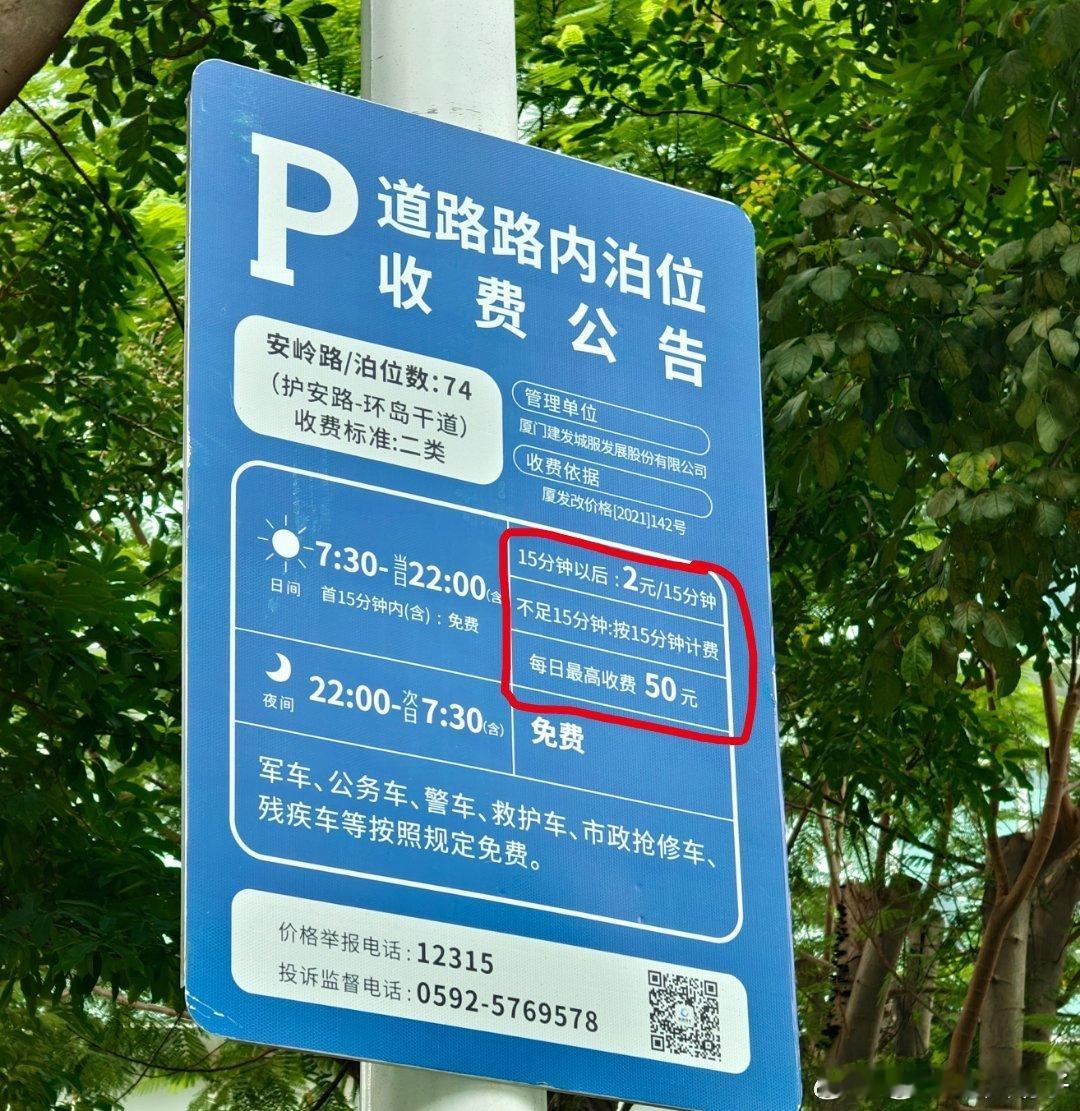 P
道路路内泊位
收费公告
安岭路/泊位数:74
(护安路-环岛干道)
收费标准:二类
管理单位
厦门建发城服发展股份有限公司
收费依据
厦发改价格[2021]142号
日间
7:30-当日22:00(含
首15分钟内(含):免费
15分钟以后:2元/15分钟
不足15分钟:按15分钟计费
每日最高收费 50 元
夜间
22:00-次日7:30(含)
免费
军车、公务车、警车、救护车、市政抢修车、
残疾车等按照规定免费。
价格举报电话:12315
投诉监督电话:0592-5769578